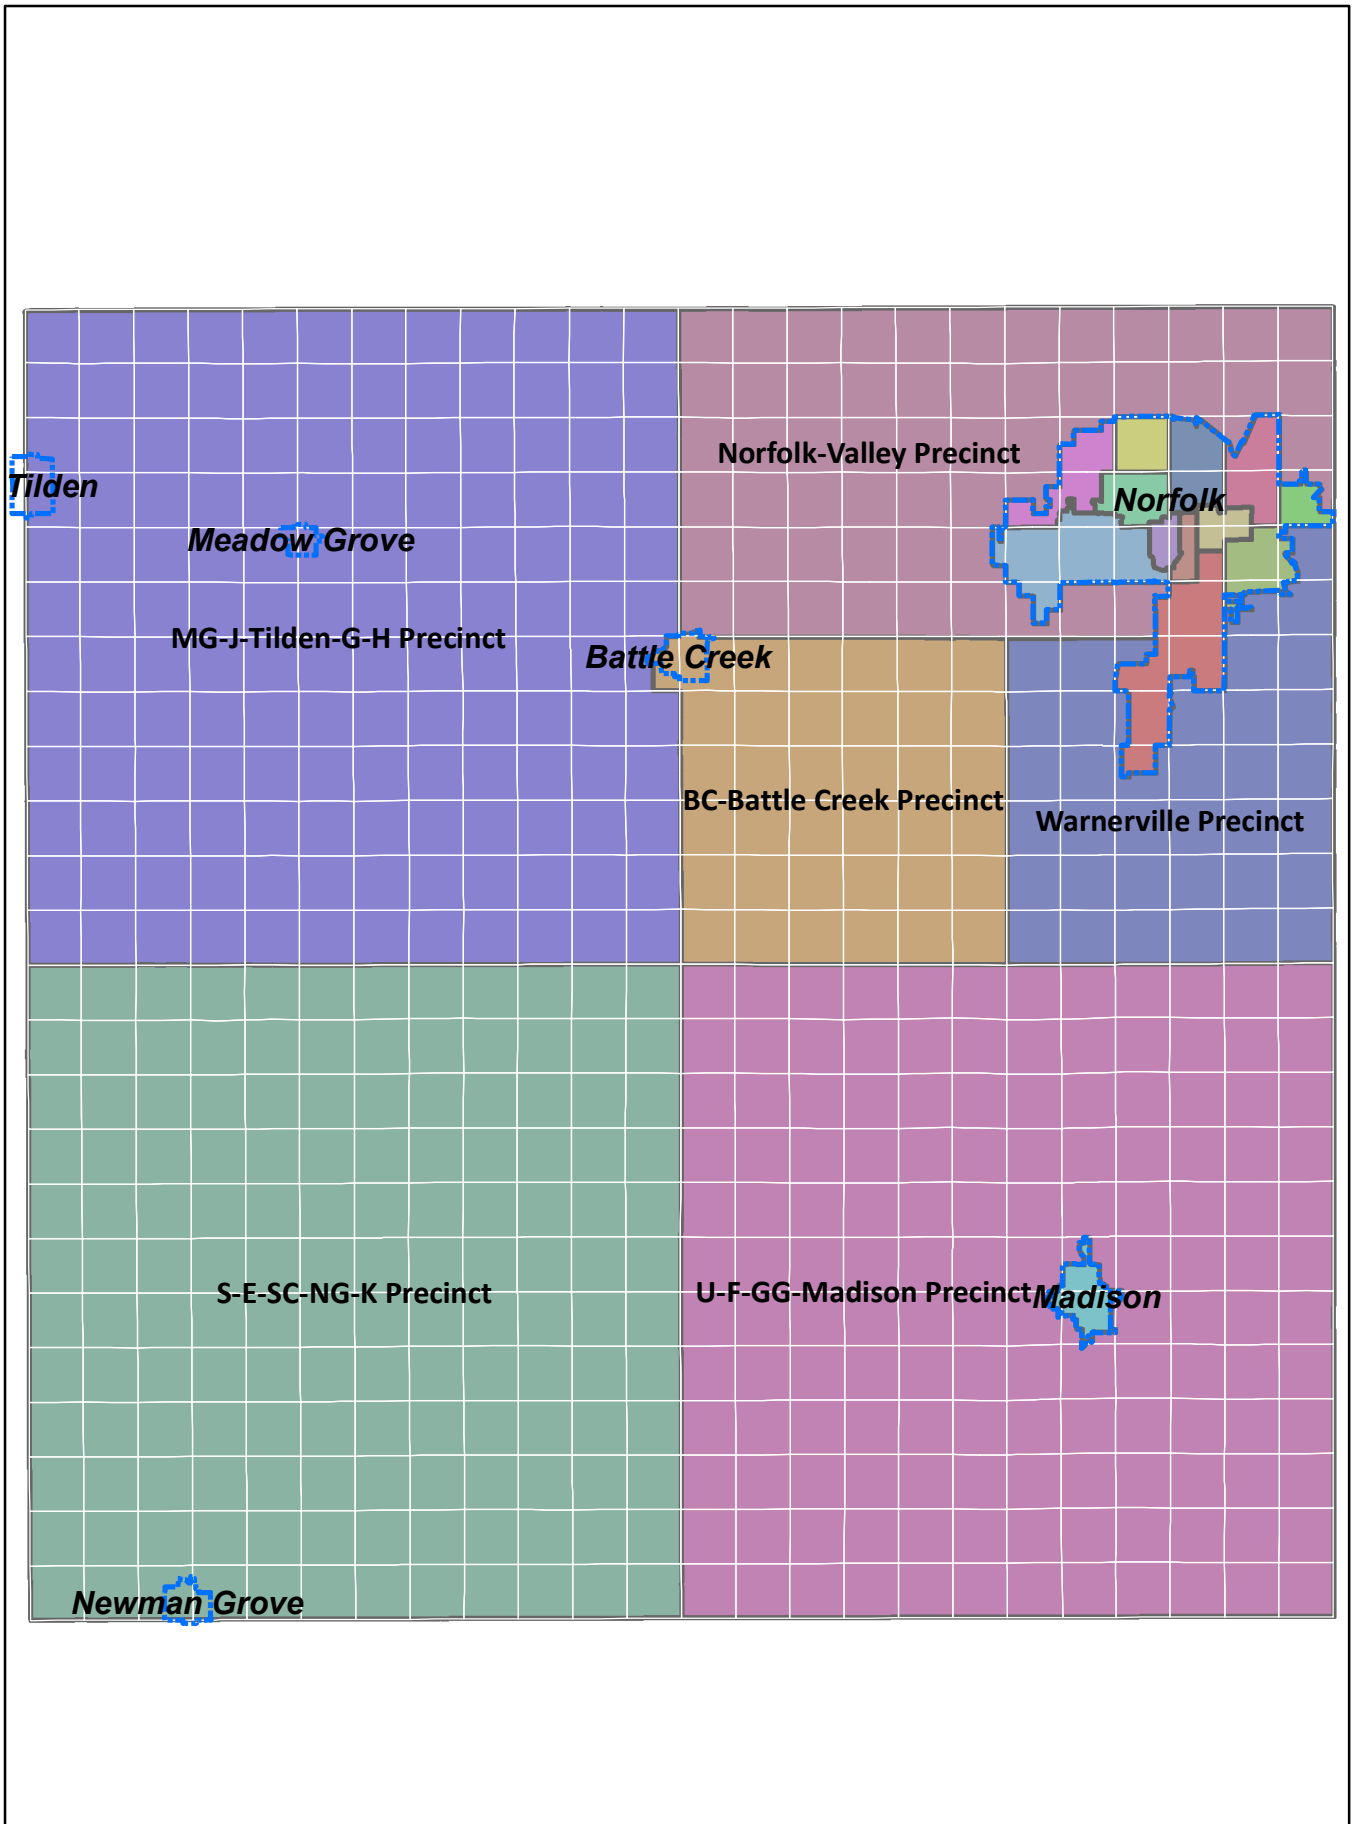 Norfolk-Valley Precinct
Tilden
Norfolk
Meadow Grove
MG-J-Tilden-G-H Precinct
Battle Creek
BC-Battle Creek Precinct
Warnerville Precinct
S-E-SC-NG-K Precinct
U-F-GG-Madison Precinct
Madison
Newman Grove